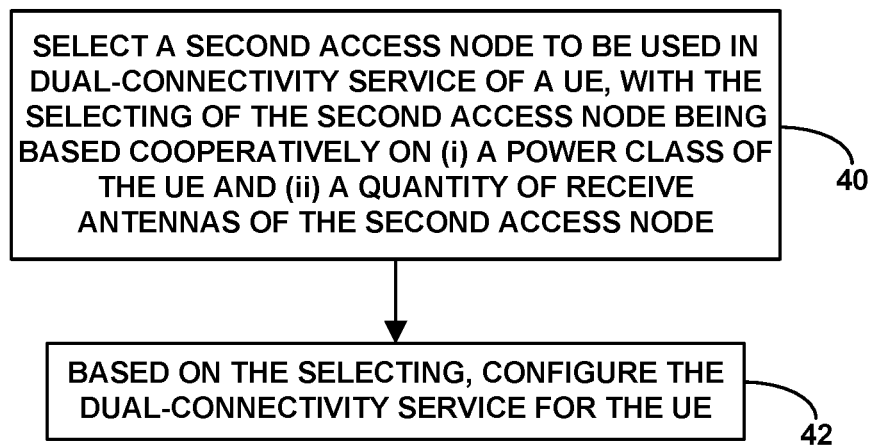 SELECT A SECOND ACCESS NODE TO BE USED IN
DUAL-CONNECTIVITY SERVICE OF A UE, WITH THE
SELECTING OF THE SECOND ACCESS NODE BEING
BASED COOPERATIVELY ON (i) A POWER CLASS OF
THE UE AND (ii) A QUANTITY OF RECEIVE
ANTENNAS OF THE SECOND ACCESS NODE
40
BASED ON THE SELECTING, CONFIGURE THE
DUAL-CONNECTIVITY SERVICE FOR THE UE
42